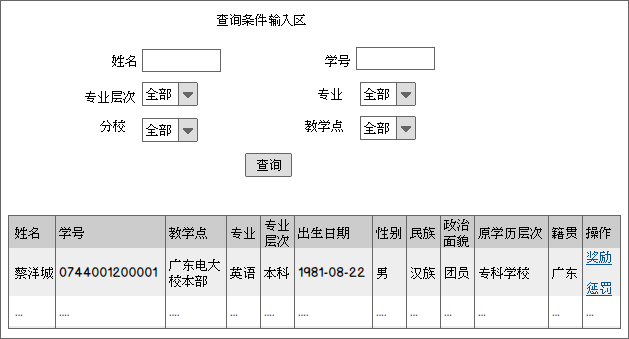 查询条件输入区
姓名 学号
专业层次 全部 专业 全部
分校 全部 教学点 全部
查询
姓名 学号 教学点 专业 专业层次 出生日期 性别 民族 政治面貌 原学历层次 籍贯 操作
蔡洋城 0744001200001 广东电大校本部 英语 本科 1981-08-22 男 汉族 团员 专科学校 广东 奖励
惩罚
... .... .... ... ... .... ... ... ... .... ... ...